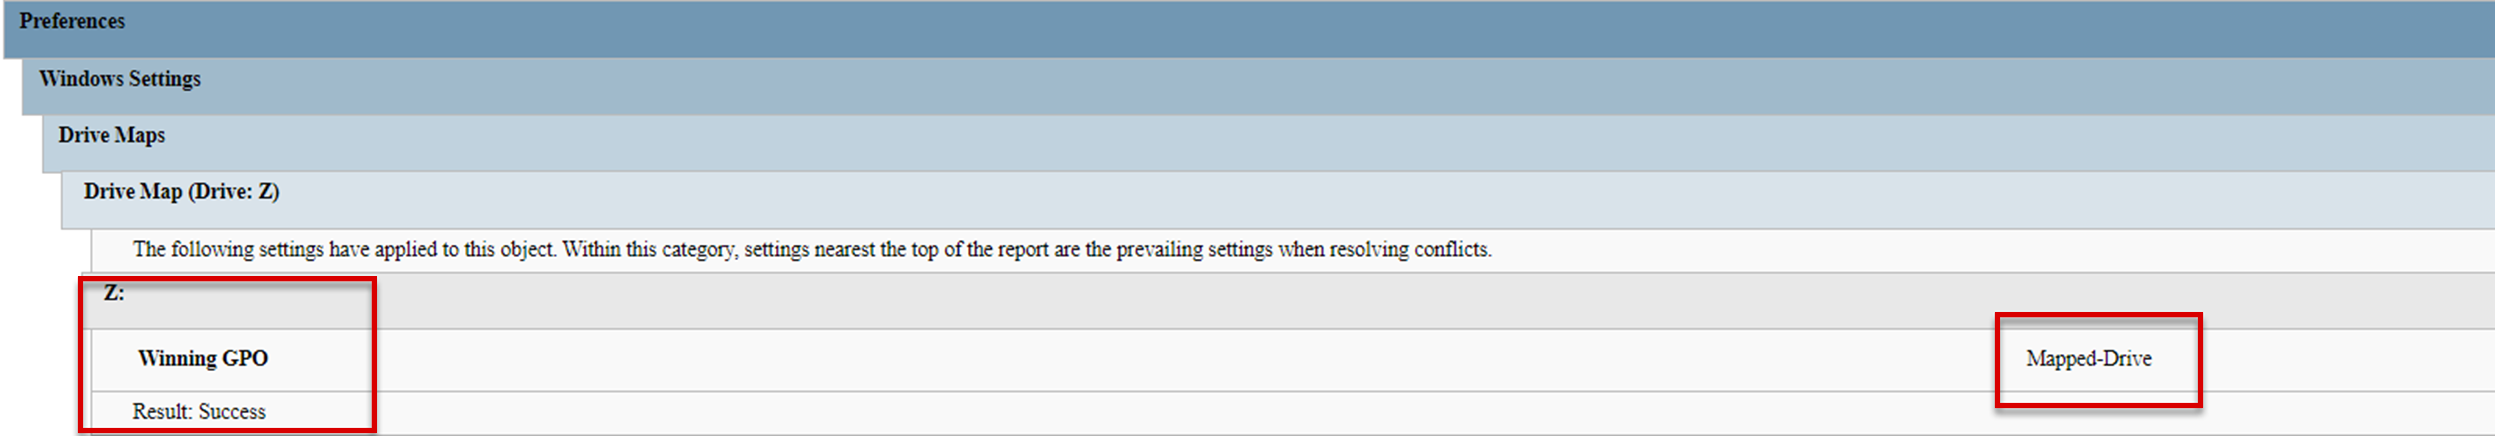 Preferences
Windows Settings
Drive Maps
Drive Map (Drive: Z)
The following settings have applied to this object. Within this category, settings nearest the top of the report are the prevailing settings when resolving conflicts.
Z:
Winning GPO Mapped-Drive
Result: Success